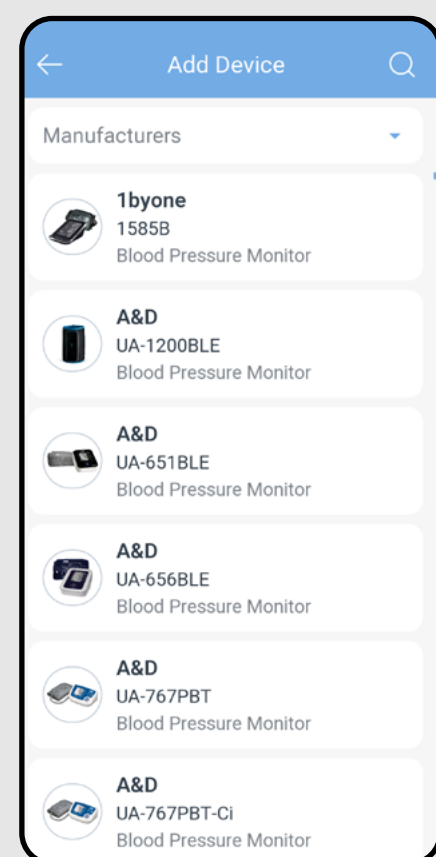 Add Device
Manufacturers
1byone
1585B
Blood Pressure Monitor
A&D
UA-1200BLE
Blood Pressure Monitor
A&D
UA-651BLE
Blood Pressure Monitor
A&D
UA-656BLE
Blood Pressure Monitor
A&D
UA-767PBT
Blood Pressure Monitor
A&D
UA-767PBT-Ci
Blood Pressure Monitor